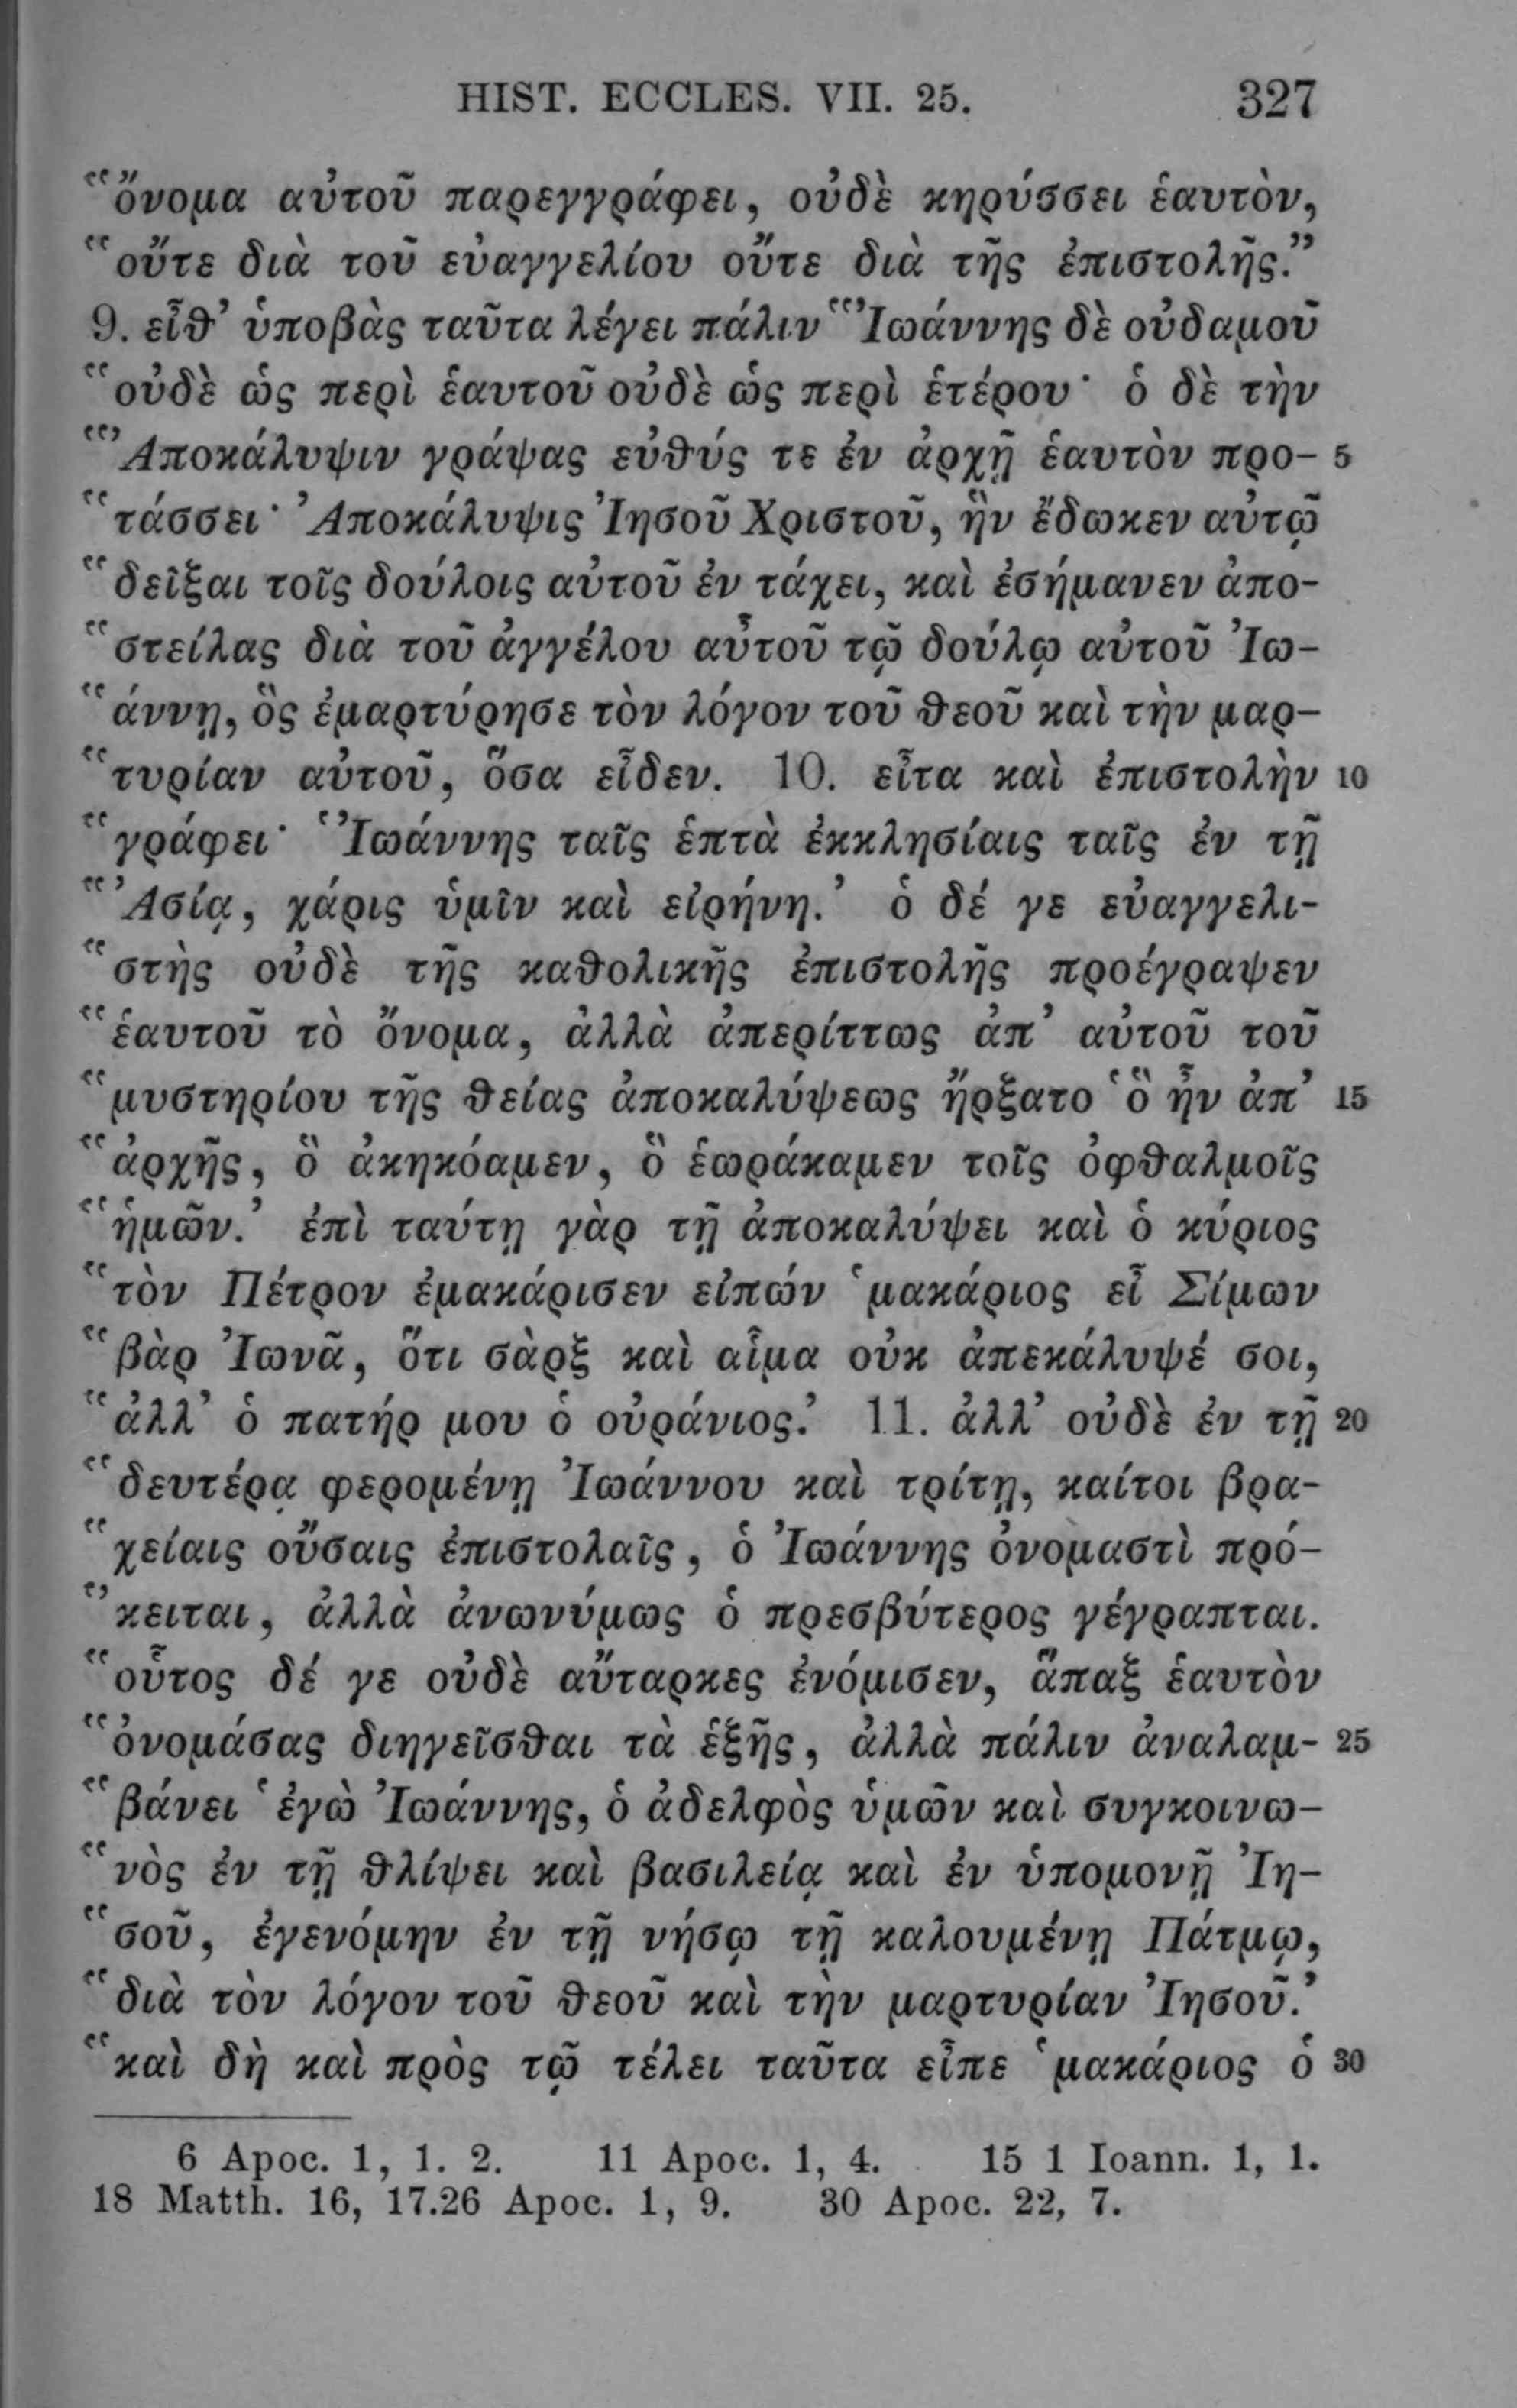 HIST. ECCLES. VII. 25. 327
“ὄνομα αὐτοῦ παρεγγράφει, οὐδὲ κηρύσσει ἑαυτὸν,
“οὔτε διὰ τοῦ εὐαγγελίου οὔτε διὰ τῆς ἐπιστολῆς.”
9. εἶθ’ ὑποβὰς ταῦτα λέγει πάλιν “Ἰωάννης δὲ οὐδαμοῦ
“οὐδὲ ὡς περὶ ἑαυτοῦ οὐδὲ ὡς περὶ ἑτέρου· ὁ δὲ τὴν
“Ἀποκάλυψιν γράψας εὐθύς τε ἐν ἀρχῇ ἑαυτὸν προ- 5
“τάσσει· Ἀποκάλυψις Ἰησοῦ Χριστοῦ, ἣν ἔδωκεν αὐτῷ
“δεῖξαι τοῖς δούλοις αὐτοῦ ἐν τάχει, καὶ ἐσήμανεν ἀπο-
“στείλας διὰ τοῦ ἀγγέλου αὐτοῦ τῷ δούλῳ αὐτοῦ Ἰω-
“άννῃ, ὃς ἐμαρτύρησε τὸν λόγον τοῦ θεοῦ καὶ τὴν μαρ-
“τυρίαν αὐτοῦ, ὅσα εἶδεν. 10. εἶτα καὶ ἐπιστολὴν 10
“γράφει· ‘Ἰωάννης ταῖς ἑπτὰ ἐκκλησίαις ταῖς ἐν τῇ
“Ἀσίᾳ, χάρις ὑμῖν καὶ εἰρήνη.’ ὁ δέ γε εὐαγγελι-
“στὴς οὐδὲ τῆς καθολικῆς ἐπιστολῆς προέγραψεν
“ἑαυτοῦ τὸ ὄνομα, ἀλλὰ ἀπερίττως ἀπ’ αὐτοῦ τοῦ
“μυστηρίου τῆς θείας ἀποκαλύψεως ἤρξατο ‘ὃ ἦν ἀπ’ 15
“ἀρχῆς, ὃ ἀκηκόαμεν, ὃ ἑωράκαμεν τοῖς ὀφθαλμοῖς
“ἡμῶν.’ ἐπὶ ταύτῃ γὰρ τῇ ἀποκαλύψει καὶ ὁ κύριος
“τὸν Πέτρον ἐμακάρισεν εἰπών ‘μακάριος εἶ Σίμων
“βὰρ Ἰωνᾶ, ὅτι σὰρξ καὶ αἷμα οὐκ ἀπεκάλυψέ σοι,
“ἀλλ’ ὁ πατήρ μου ὁ οὐράνιος.’ 11. ἀλλ’ οὐδὲ ἐν τῇ 20
“δευτέρᾳ φερομένῃ Ἰωάννου καὶ τρίτῃ, καίτοι βρα-
“χείαις οὔσαις ἐπιστολαῖς, ὁ Ἰωάννης ὀνομαστὶ πρό-
“κειται, ἀλλὰ ἀνωνύμως ὁ πρεσβύτερος γέγραπται.
“οὗτος δέ γε οὐδὲ αὔταρκες ἐνόμισεν, ἅπαξ ἑαυτὸν
“ὀνομάσας διηγεῖσθαι τὰ ἑξῆς, ἀλλὰ πάλιν ἀναλαμ- 25
“βάνει ‘ἐγὼ Ἰωάννης, ὁ ἀδελφὸς ὑμῶν καὶ συγκοινω-
“νὸς ἐν τῇ θλίψει καὶ βασιλείᾳ καὶ ἐν ὑπομονῇ Ἰη-
“σοῦ, ἐγενόμην ἐν τῇ νήσῳ τῇ καλουμένῃ Πάτμῳ,
“διὰ τὸν λόγον τοῦ θεοῦ καὶ τὴν μαρτυρίαν Ἰησοῦ.’
“καὶ δὴ καὶ πρὸς τῷ τέλει ταῦτα εἶπε ‘μακάριος ὁ 30
6 Apoc. 1, 1. 2. 11 Apoc. 1, 4. 15 1 Ioann. 1, 1.
18 Matth. 16, 17.26 Apoc. 1, 9. 30 Apoc. 22, 7.